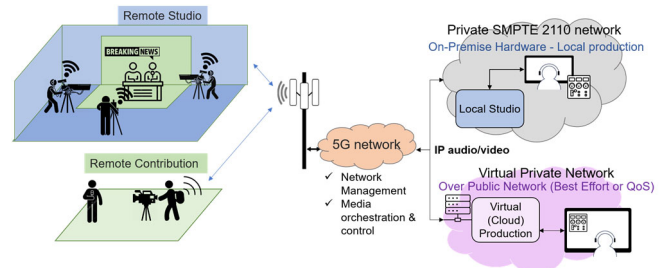 Remote Studio
BREAKING NEWS
Remote Contribution
5G network
✓ Network
Management
✓ Media
orchestration &
control
IP audio/video
Private SMPTE 2110 network
On-Premise Hardware - Local production
Local Studio
Virtual Private Network
Over Public Network (Best Effort or QoS)
Virtual
(Cloud)
Production